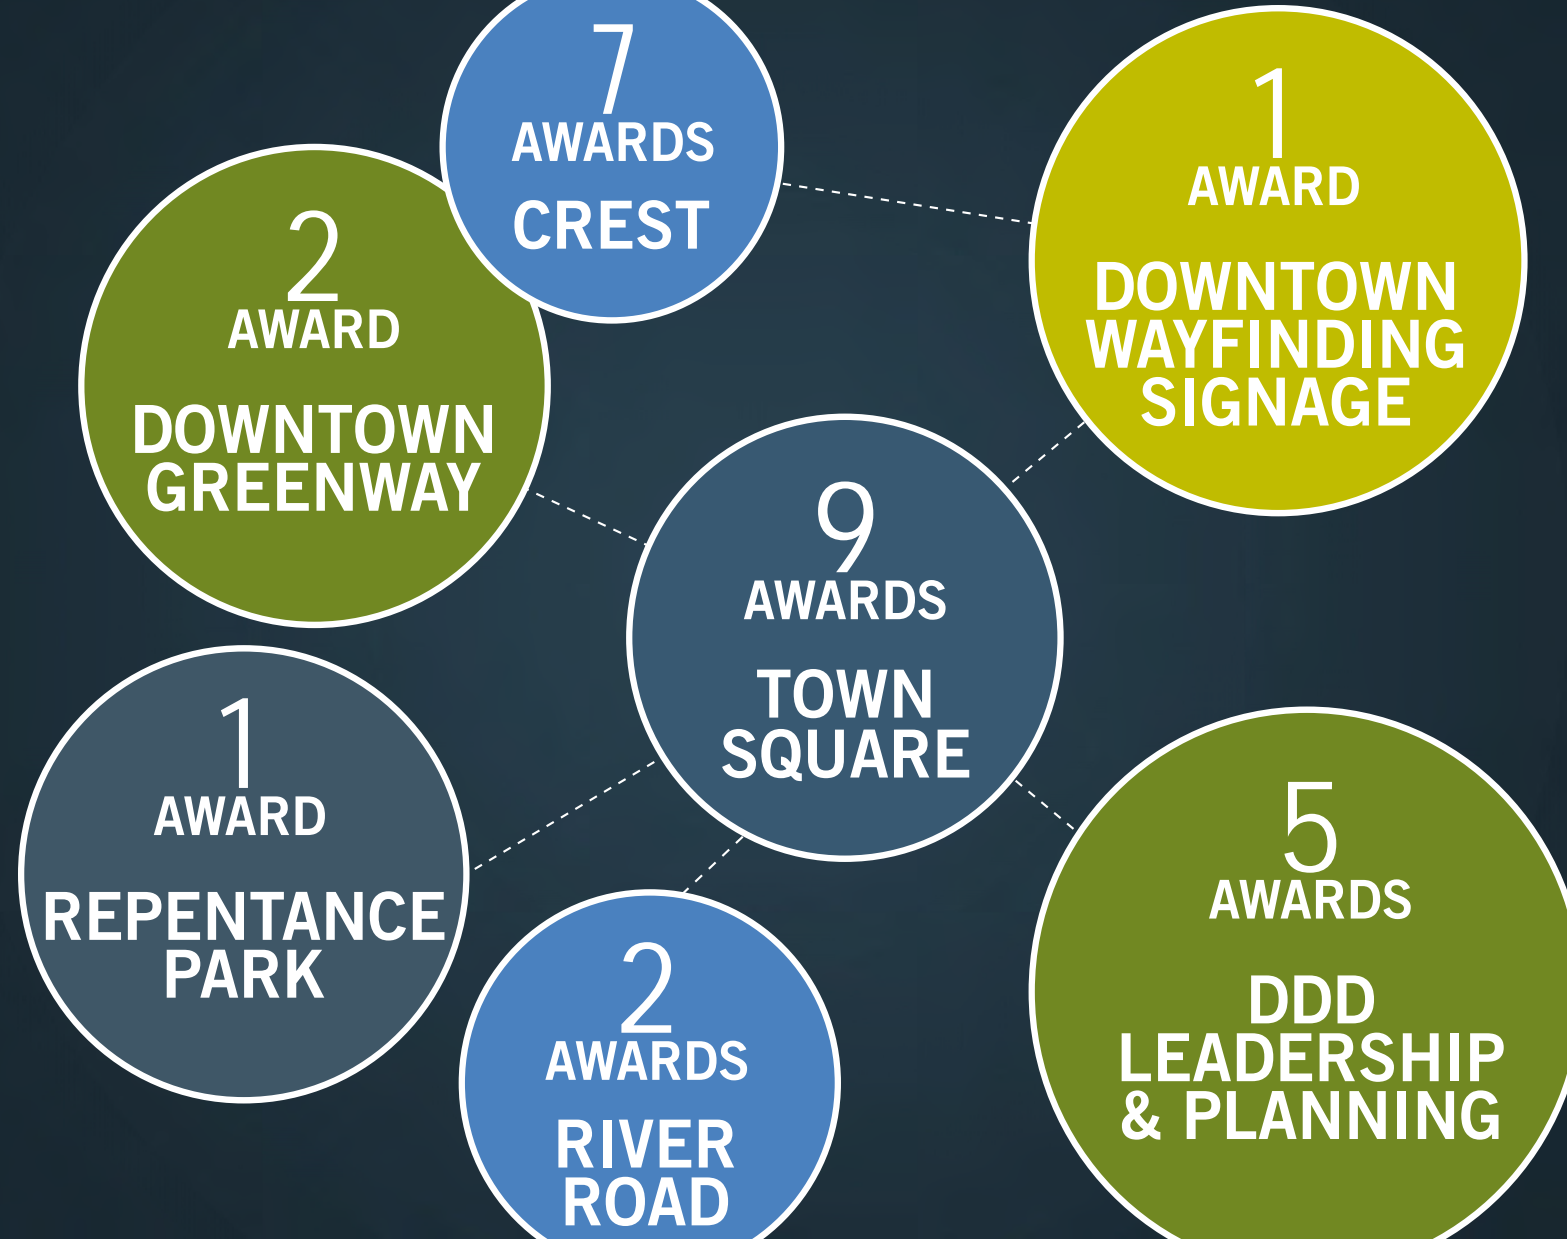 7
AWARDS
CREST
1
AWARD
DOWNTOWN
WAYFINDING
SIGNAGE
2
AWARD
DOWNTOWN
GREENWAY
9
AWARDS
TOWN
SQUARE
1
AWARD
REPENTANCE
PARK
5
AWARDS
DDD
LEADERSHIP
& PLANNING
2
AWARDS
RIVER
ROAD